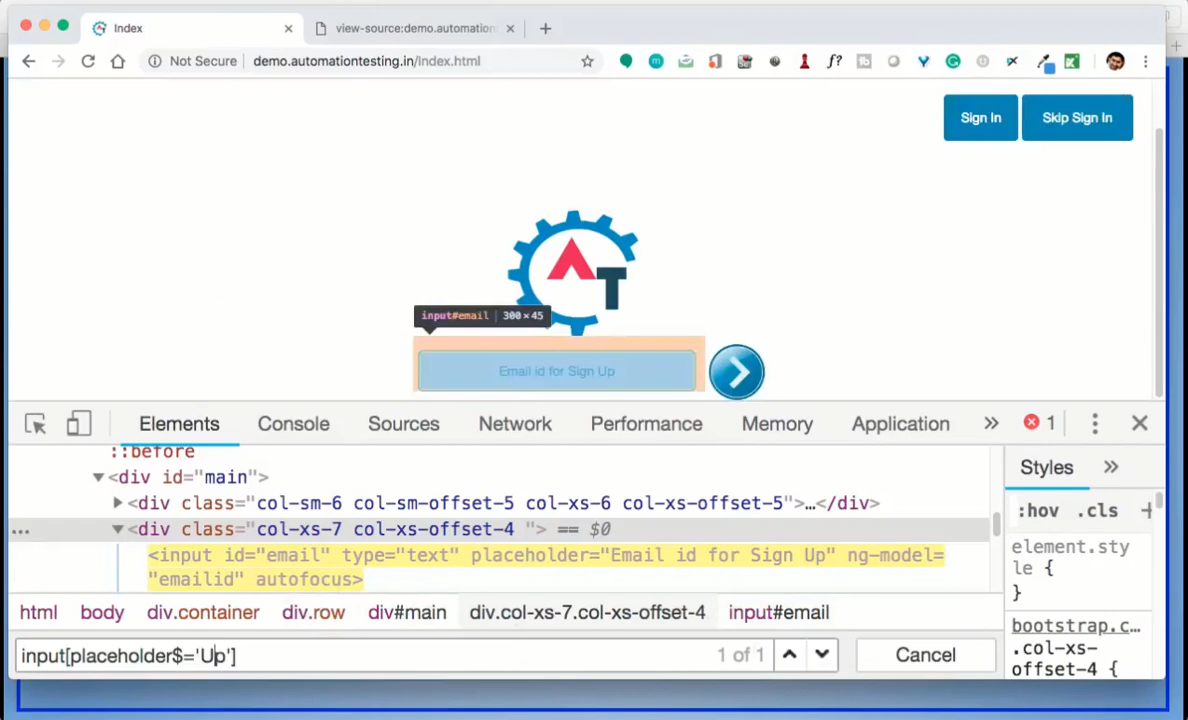 Index
view-source:demo.automation
Not Secure
demo.automationtesting.in/Index.html
f?
Sign In
Skip Sign In
AT
input#email 300×45
Email id for Sign Up
Elements
Console
Sources
Network
Performance
Memory
Application
»
1
::before
<div id="main">
<div class="col-sm-6 col-sm-offset-5 col-xs-6 col-xs-offset-5">…</div>
… <div class="col-xs-7 col-xs-offset-4 "> == $0
<input id="email" type="text" placeholder="Email id for Sign Up" ng-model=
"emailid" autofocus>
html body div.container div.row div#main div.col-xs-7.col-xs-offset-4 input#email
input[placeholder$='Up']
1 of 1
Cancel
Styles »
:hov .cls +
element.sty
le {
}
bootstrap.c…
.col-xs-
offset-4 {